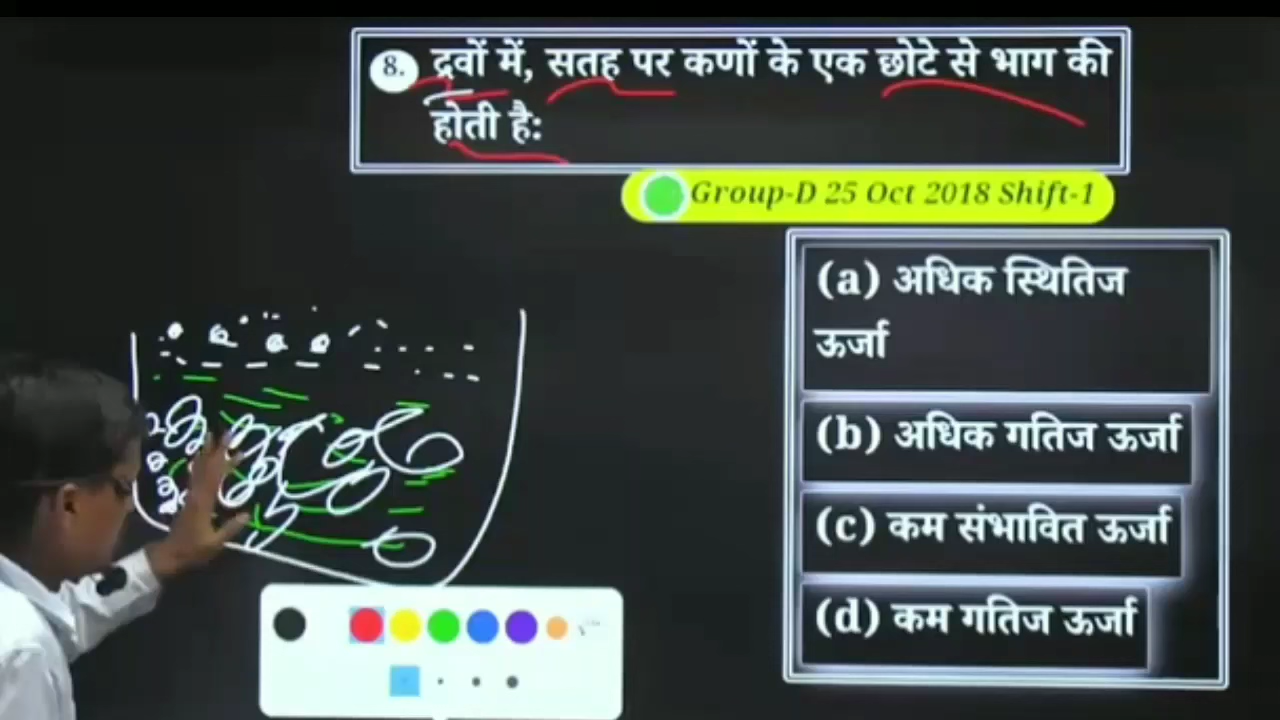 8. द्रवों में, सतह पर कणों के एक छोटे से भाग की
होती है:
Group-D 25 Oct 2018 Shift-1
(a) अधिक स्थितिज
ऊर्जा
(b) अधिक गतिज ऊर्जा
(c) कम संभावित ऊर्जा
(d) कम गतिज ऊर्जा